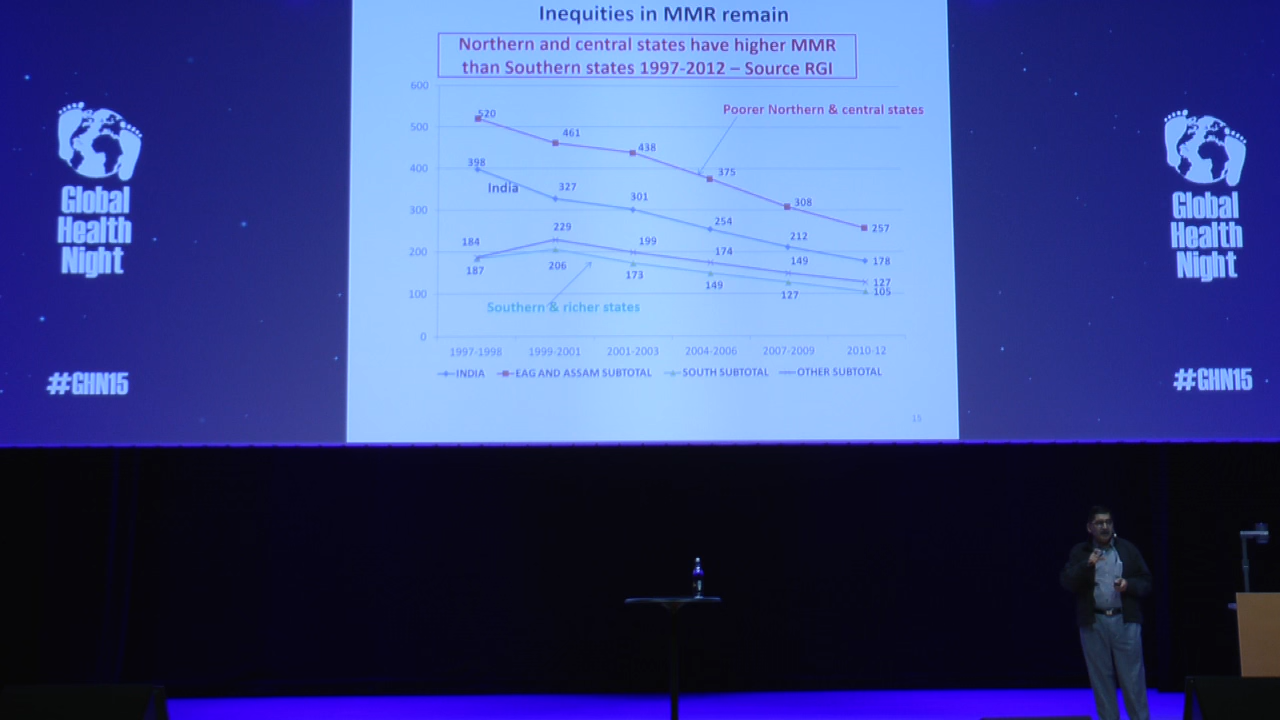 Inequities in MMR remain
Northern and central states have higher MMR
than Southern states 1997-2012 – Source RGI
600
500
400
300
200
100
0
Poorer Northern & central states
520
461
438
375
308
257
398
India
327
301
254
212
178
184
229
199
174
149
127
187
206
173
149
127
105
Southern & richer states
1997-1998
1999-2001
2001-2003
2004-2006
2007-2009
2010-12
INDIA
EAG AND ASSAM SUBTOTAL
SOUTH SUBTOTAL
OTHER SUBTOTAL
15
Global
Health
Night
#GHN15
Global
Health
Night
#GHN15